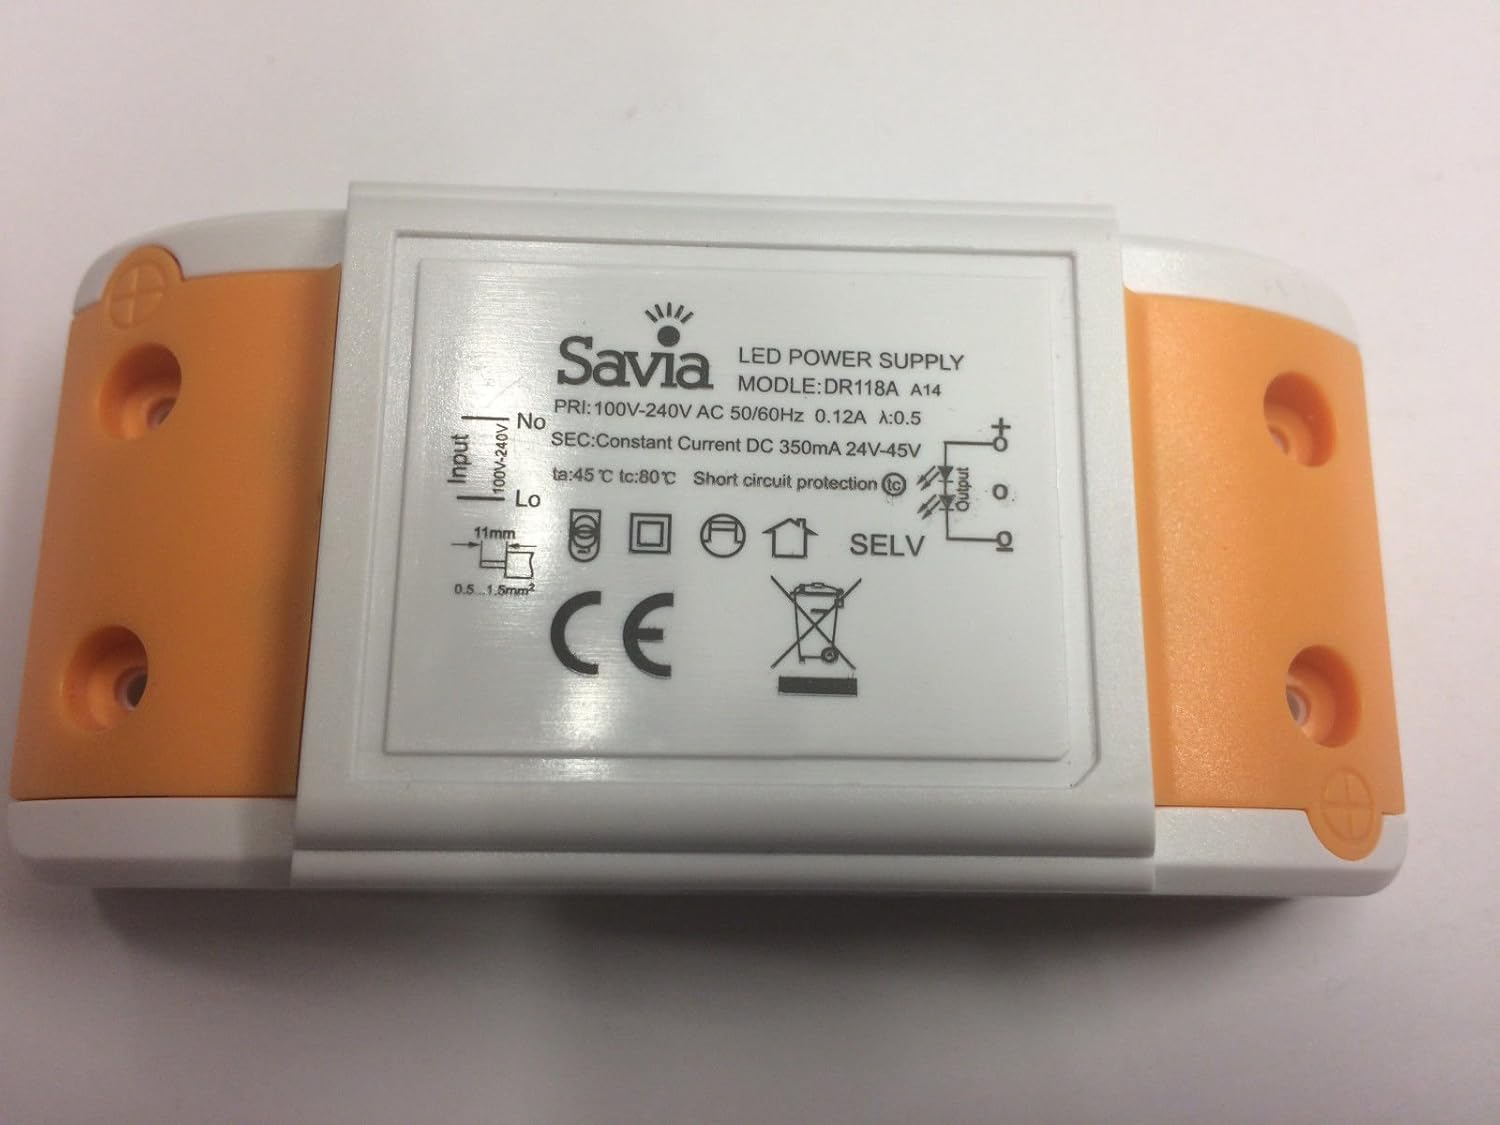 Savia
LED POWER SUPPLY
MODLE:DR118A A14
PRI:100V-240V AC 50/60Hz 0.12A λ:0.5
SEC:Constant Current DC 350mA 24V-45V
ta:45℃ tc:80℃ Short circuit protection tc
Input
100V-240V
No
Lo
11mm
0.5...1.5mm²
+
Output
SELV
CE